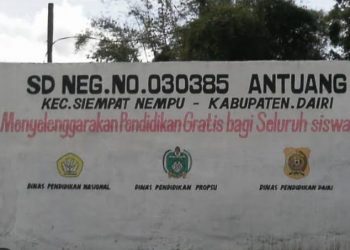 SD NEG.NO.030385 ANTUANG
KEC.SIEMPAT NEMPU - KABUPATEN.DAIRI
Menyelenggarakan Pendidikan Gratis bagi Seluruh siswa
DINAS PENDIDIKAN NASIONAL
DINAS PENDIDIKAN PROPSU
DINAS PENDIDIKAN DAIRI